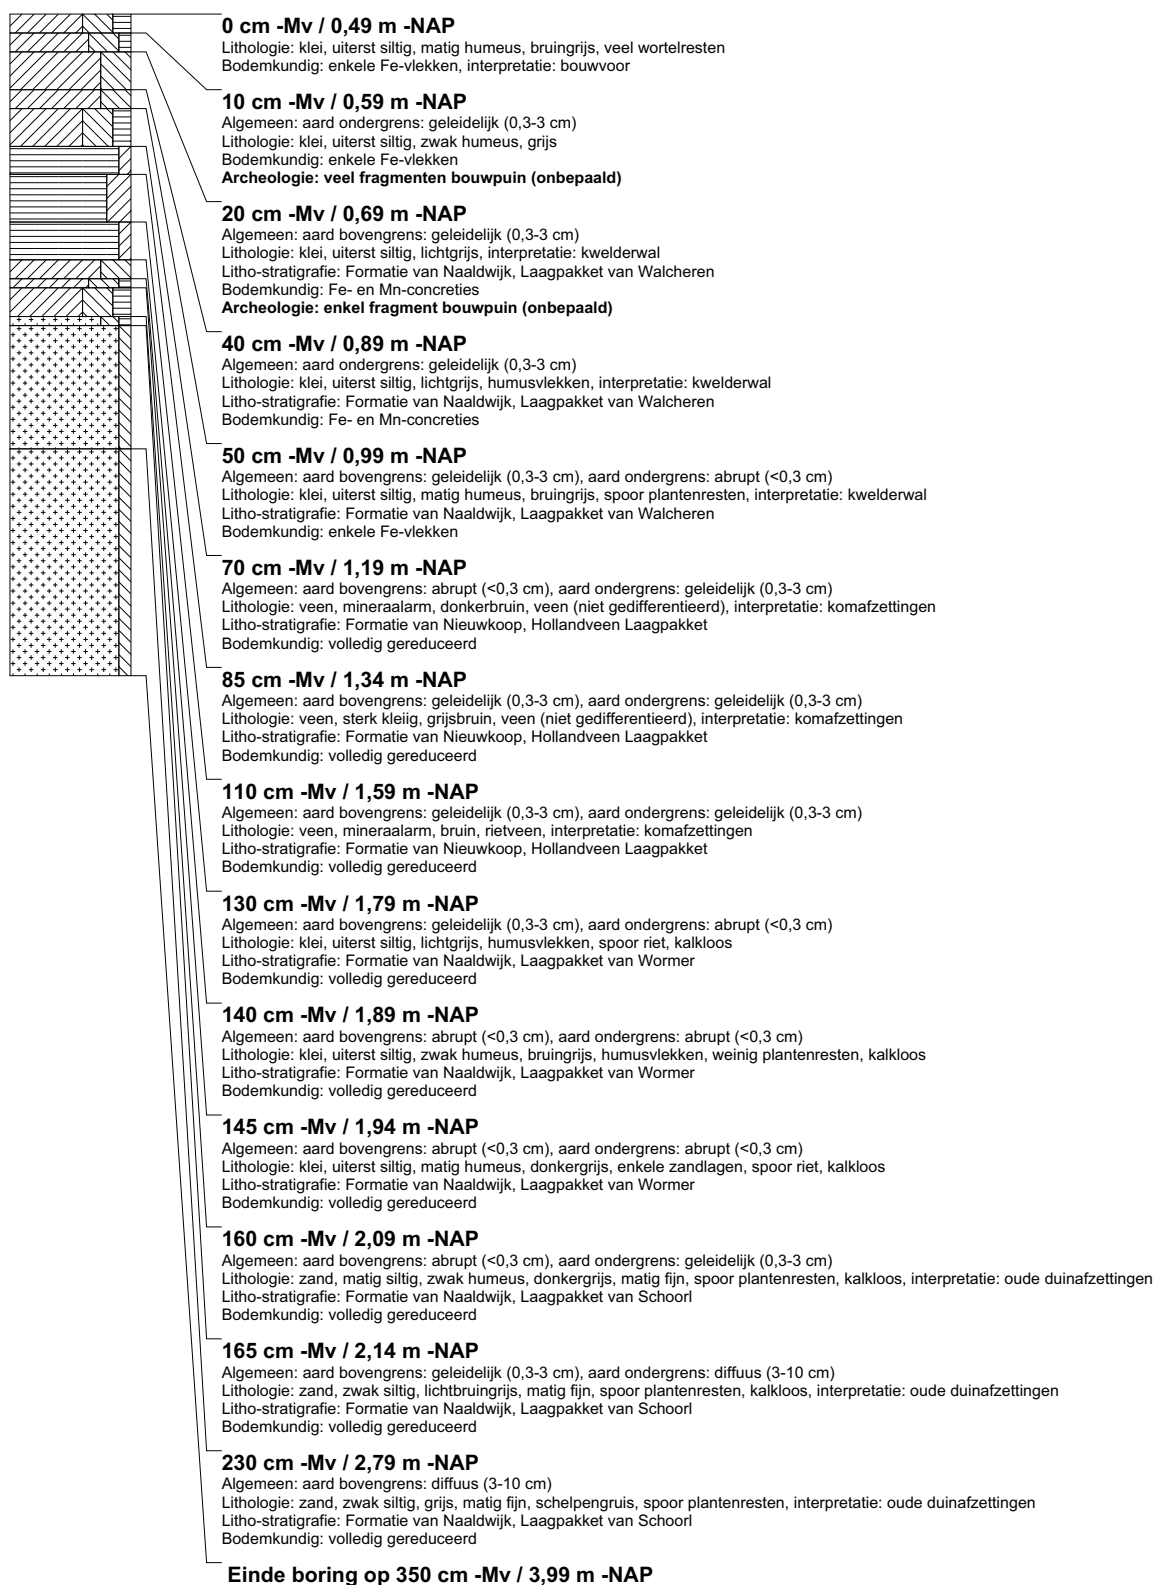 0 cm -Mv / 0,49 m -NAP
Lithologie: klei, uiterst siltig, matig humeus, bruingrijs, veel wortelresten
Bodemkundig: enkele Fe-vlekken, interpretatie: bouwvoor
10 cm -Mv / 0,59 m -NAP
Algemeen: aard ondergrens: geleidelijk (0,3-3 cm)
Lithologie: klei, uiterst siltig, zwak humeus, grijs
Bodemkundig: enkele Fe-vlekken
Archeologie: veel fragmenten bouwpuin (onbepaald)
20 cm -Mv / 0,69 m -NAP
Algemeen: aard bovengrens: geleidelijk (0,3-3 cm)
Lithologie: klei, uiterst siltig, lichtgrijs, interpretatie: kwelderwal
Litho-stratigrafie: Formatie van Naaldwijk, Laagpakket van Walcheren
Bodemkundig: Fe- en Mn-concreties
Archeologie: enkel fragment bouwpuin (onbepaald)
40 cm -Mv / 0,89 m -NAP
Algemeen: aard ondergrens: geleidelijk (0,3-3 cm)
Lithologie: klei, uiterst siltig, lichtgrijs, humusvlekken, interpretatie: kwelderwal
Litho-stratigrafie: Formatie van Naaldwijk, Laagpakket van Walcheren
Bodemkundig: Fe- en Mn-concreties
50 cm -Mv / 0,99 m -NAP
Algemeen: aard bovengrens: geleidelijk (0,3-3 cm), aard ondergrens: abrupt (<0,3 cm)
Lithologie: klei, uiterst siltig, matig humeus, bruingrijs, spoor plantenresten, interpretatie: kwelderwal
Litho-stratigrafie: Formatie van Naaldwijk, Laagpakket van Walcheren
Bodemkundig: enkele Fe-vlekken
70 cm -Mv / 1,19 m -NAP
Algemeen: aard bovengrens: abrupt (<0,3 cm), aard ondergrens: geleidelijk (0,3-3 cm)
Lithologie: veen, mineraalarm, donkerbruin, veen (niet gedifferentieerd), interpretatie: komafzettingen
Litho-stratigrafie: Formatie van Nieuwkoop, Hollandveen Laagpakket
Bodemkundig: volledig gereduceerd
85 cm -Mv / 1,34 m -NAP
Algemeen: aard bovengrens: geleidelijk (0,3-3 cm), aard ondergrens: geleidelijk (0,3-3 cm)
Lithologie: veen, sterk kleiig, grijsbruin, veen (niet gedifferentieerd), interpretatie: komafzettingen
Litho-stratigrafie: Formatie van Nieuwkoop, Hollandveen Laagpakket
Bodemkundig: volledig gereduceerd
110 cm -Mv / 1,59 m -NAP
Algemeen: aard bovengrens: geleidelijk (0,3-3 cm), aard ondergrens: geleidelijk (0,3-3 cm)
Lithologie: veen, mineraalarm, bruin, rietveen, interpretatie: komafzettingen
Litho-stratigrafie: Formatie van Nieuwkoop, Hollandveen Laagpakket
Bodemkundig: volledig gereduceerd
130 cm -Mv / 1,79 m -NAP
Algemeen: aard bovengrens: geleidelijk (0,3-3 cm), aard ondergrens: abrupt (<0,3 cm)
Lithologie: klei, uiterst siltig, lichtgrijs, humusvlekken, spoor riet, kalkloos
Litho-stratigrafie: Formatie van Naaldwijk, Laagpakket van Wormer
Bodemkundig: volledig gereduceerd
140 cm -Mv / 1,89 m -NAP
Algemeen: aard bovengrens: abrupt (<0,3 cm), aard ondergrens: abrupt (<0,3 cm)
Lithologie: klei, uiterst siltig, zwak humeus, bruingrijs, humusvlekken, weinig plantenresten, kalkloos
Litho-stratigrafie: Formatie van Naaldwijk, Laagpakket van Wormer
Bodemkundig: volledig gereduceerd
145 cm -Mv / 1,94 m -NAP
Algemeen: aard bovengrens: abrupt (<0,3 cm), aard ondergrens: abrupt (<0,3 cm)
Lithologie: klei, uiterst siltig, matig humeus, donkergrijs, enkele zandlagen, spoor riet, kalkloos
Litho-stratigrafie: Formatie van Naaldwijk, Laagpakket van Wormer
Bodemkundig: volledig gereduceerd
160 cm -Mv / 2,09 m -NAP
Algemeen: aard bovengrens: abrupt (<0,3 cm), aard ondergrens: geleidelijk (0,3-3 cm)
Lithologie: zand, matig siltig, zwak humeus, donkergrijs, matig fijn, spoor plantenresten, kalkloos, interpretatie: oude duinafzettingen
Litho-stratigrafie: Formatie van Naaldwijk, Laagpakket van Schoorl
Bodemkundig: volledig gereduceerd
165 cm -Mv / 2,14 m -NAP
Algemeen: aard bovengrens: geleidelijk (0,3-3 cm), aard ondergrens: diffuus (3-10 cm)
Lithologie: zand, zwak siltig, lichtbruingrijs, matig fijn, spoor plantenresten, kalkloos, interpretatie: oude duinafzettingen
Litho-stratigrafie: Formatie van Naaldwijk, Laagpakket van Schoorl
Bodemkundig: volledig gereduceerd
230 cm -Mv / 2,79 m -NAP
Algemeen: aard bovengrens: diffuus (3-10 cm)
Lithologie: zand, zwak siltig, grijs, matig fijn, schelpengruis, spoor plantenresten, interpretatie: oude duinafzettingen
Litho-stratigrafie: Formatie van Naaldwijk, Laagpakket van Schoorl
Bodemkundig: volledig gereduceerd
Einde boring op 350 cm -Mv / 3,99 m -NAP